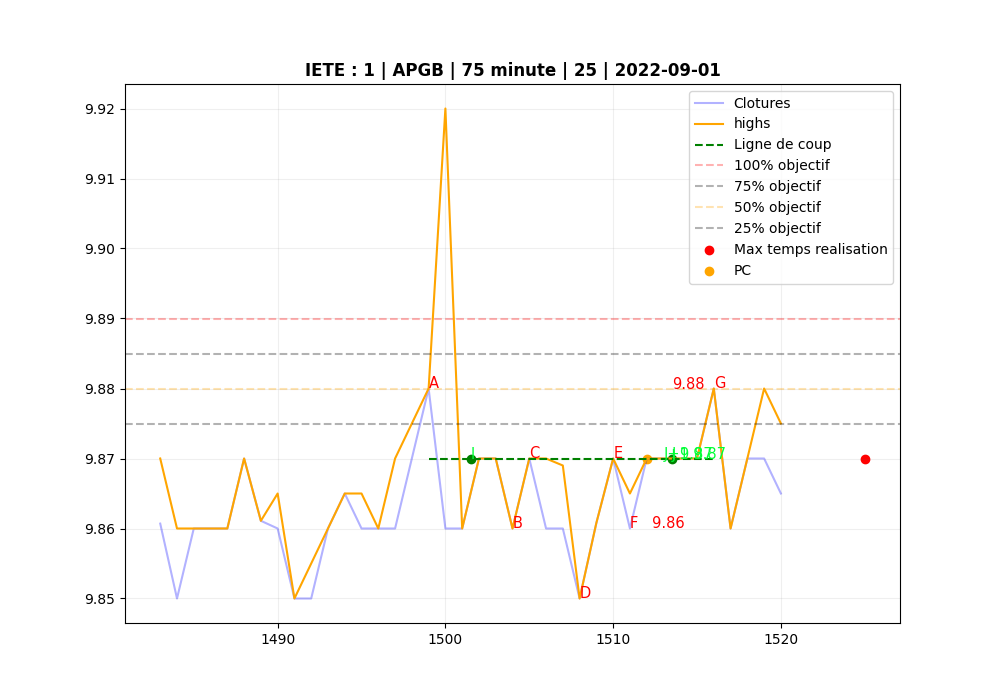 IETE : 1 | APGB | 75 minute | 25 | 2022-09-01
9.92
9.91
9.90
9.89
9.88
9.87
9.86
9.85
Clotures
highs
Ligne de coup
100% objectif
75% objectif
50% objectif
25% objectif
Max temps realisation
PC
A
9.88 G
I
C
E
B
F 9.86
D
1490
1500
1510
1520